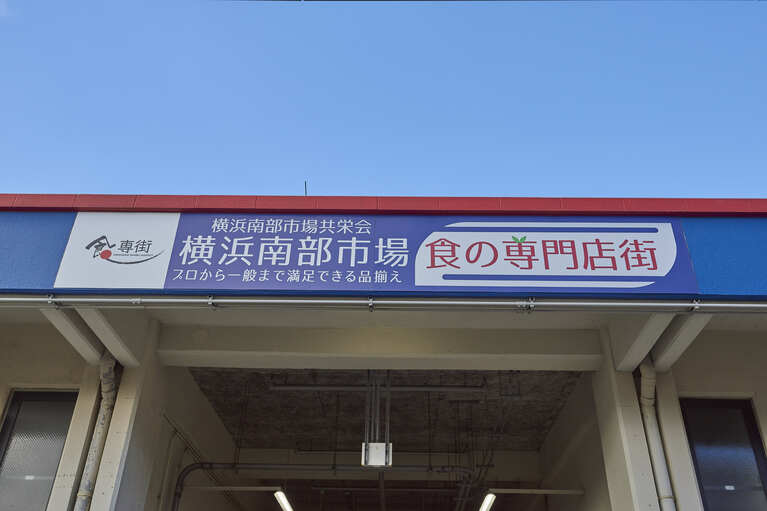 食専街
横浜南部市場共栄会
横浜南部市場
プロから一般まで満足できる品揃え
食の専門店街